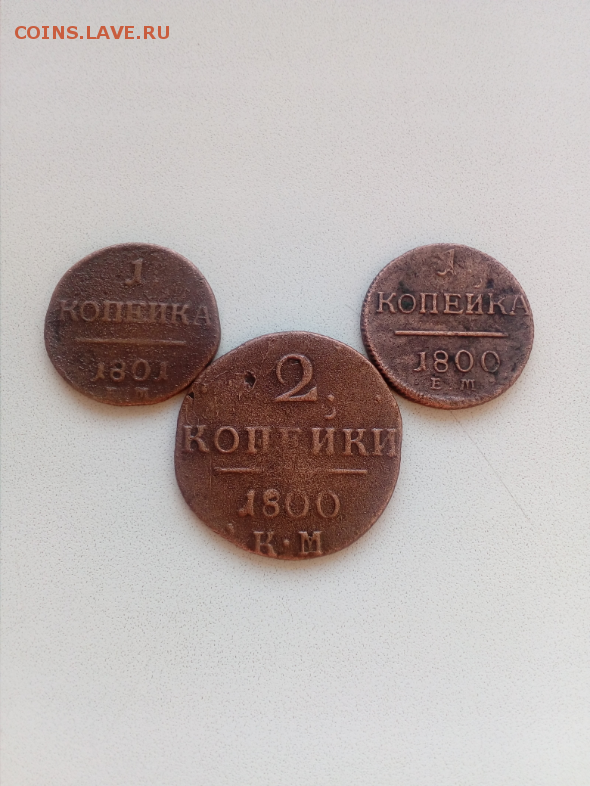 COINS.LAVE.RU
1
КОПЕЙКА
1801
Е М
1
КОПЕЙКА
1800
Е М
2
КОПЕЙКИ
1800
К·М